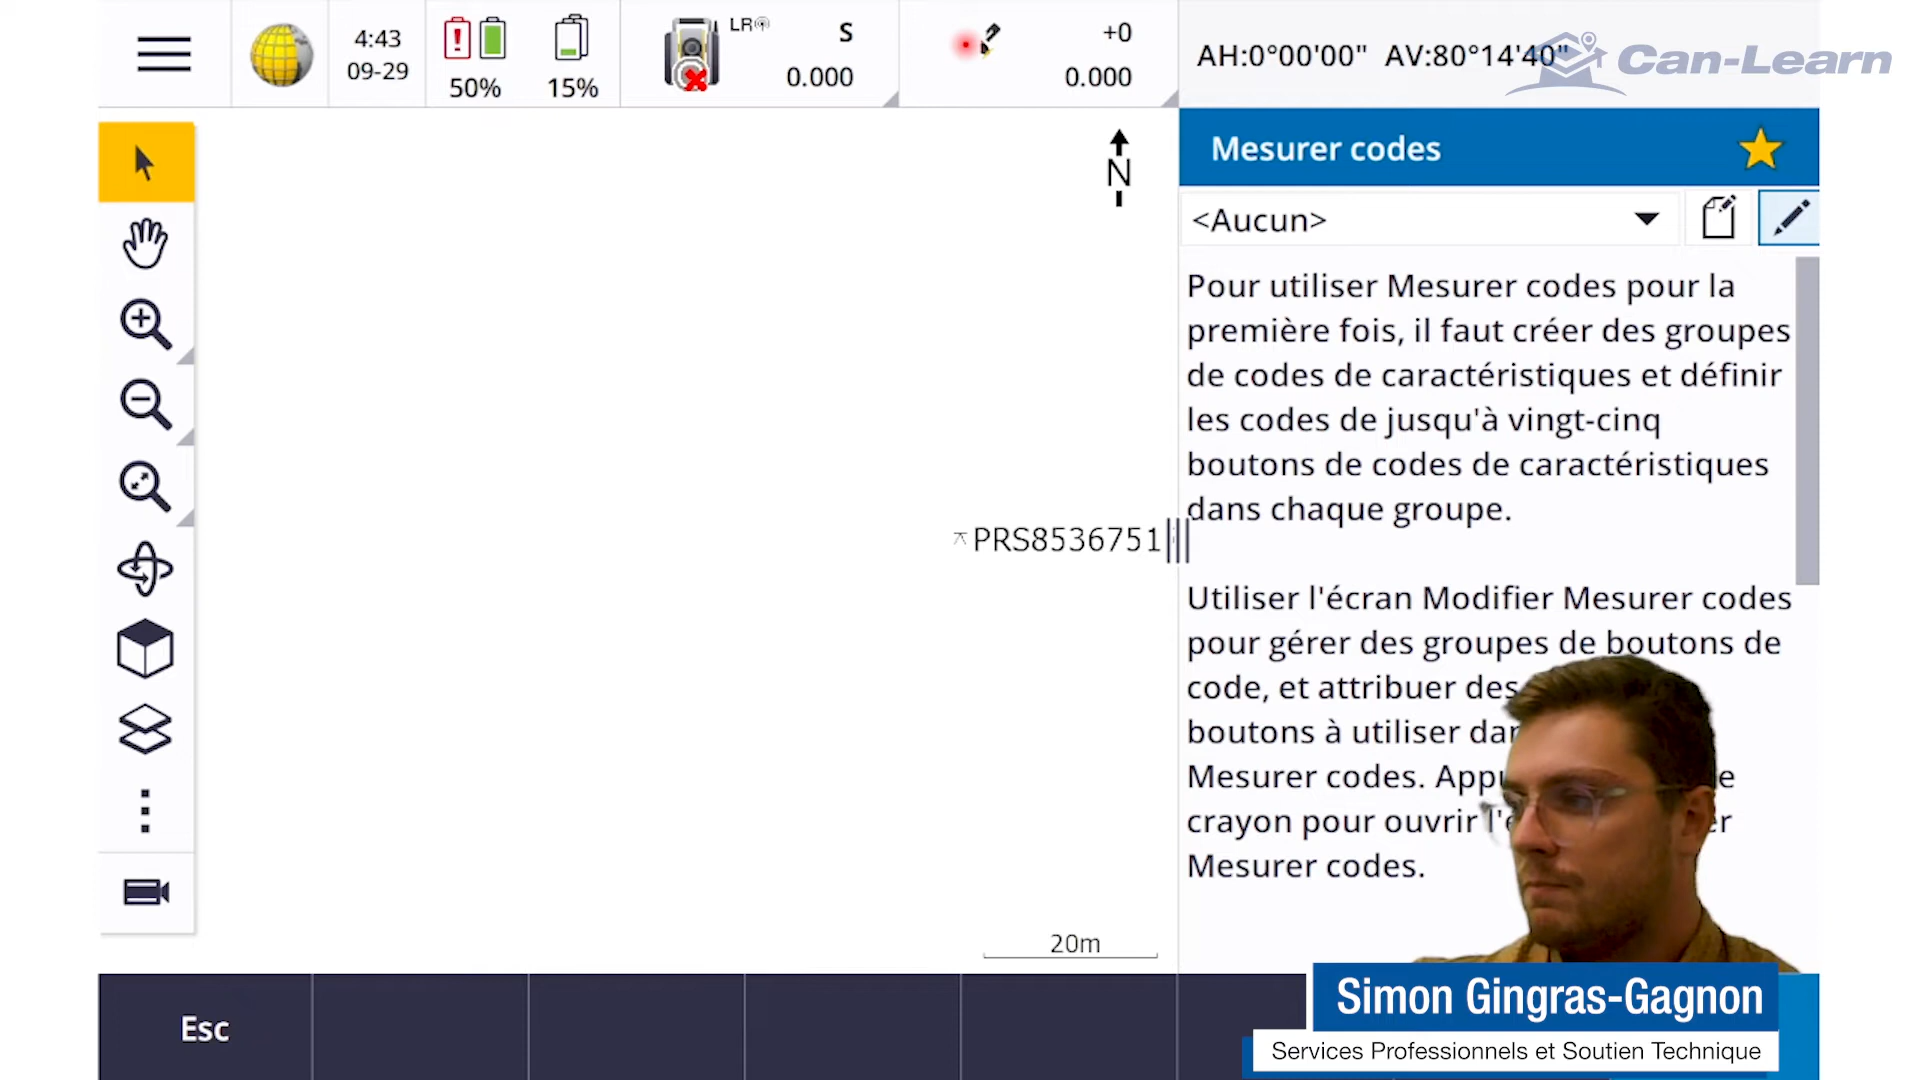 4:43
09-29
50%
15%
LR
S
0.000
+0
0.000
AH:0°00'00" AV:80°14'40"
Can-Learn
Mesurer codes
<Aucun>
N
Pour utiliser Mesurer codes pour la
première fois, il faut créer des groupes
de codes de caractéristiques et définir
les codes de jusqu'à vingt-cinq
boutons de codes de caractéristiques
dans chaque groupe.
PRS8536751
Utiliser l'écran Modifier Mesurer codes
pour gérer des groupes de boutons de
code, et attribuer des
boutons à utiliser
Mesurer codes.
crayon pour ouvrir
Mesurer codes.
20m
Esc
Simon Gingras-Gagnon
Services Professionnels et Soutien Technique